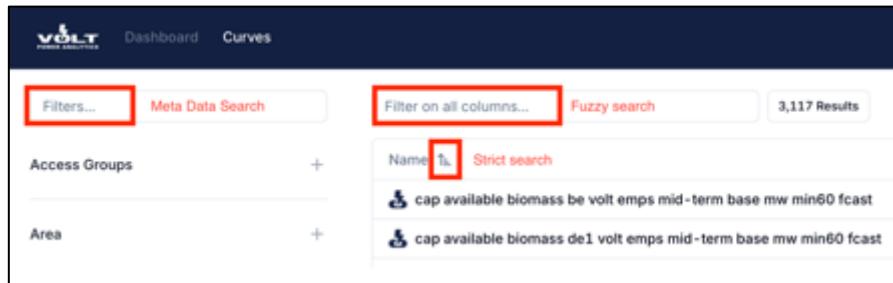 VOLT Dashboard Curves
POWER ANALYTICS
Filters... Meta Data Search Filter on all columns... Fuzzy search 3,117 Results
Access Groups + Name Strict search
cap available biomass be volt emps mid-term base mw min60 fcast
Area + cap available biomass de1 volt emps mid-term base mw min60 fcast